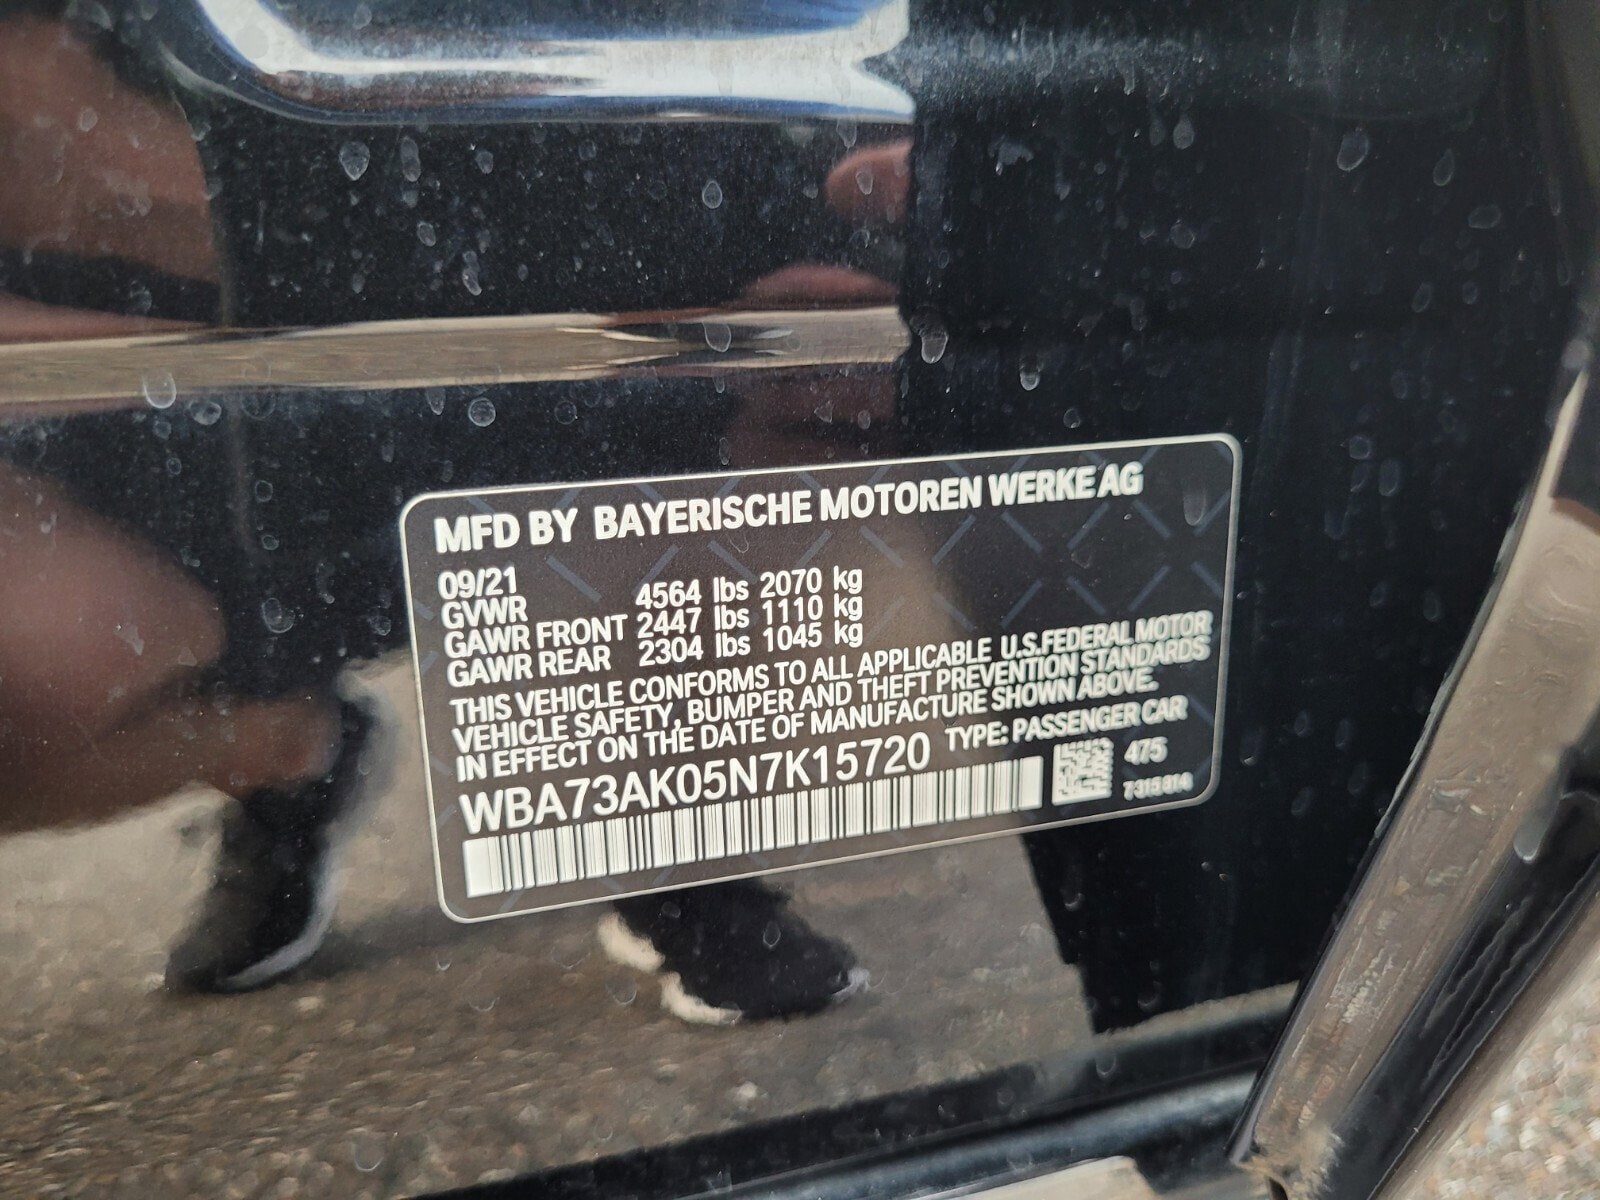 MFD BY BAYERISCHE MOTOREN WERKE AG
09/21
GVWR 4564 lbs 2070 kg
GAWR FRONT 2447 lbs 1110 kg
GAWR REAR 2304 lbs 1045 kg
THIS VEHICLE CONFORMS TO ALL APPLICABLE U.S.FEDERAL MOTOR
VEHICLE SAFETY, BUMPER AND THEFT PREVENTION STANDARDS
IN EFFECT ON THE DATE OF MANUFACTURE SHOWN ABOVE.
WBA73AK05N7K15720 TYPE: PASSENGER CAR
475